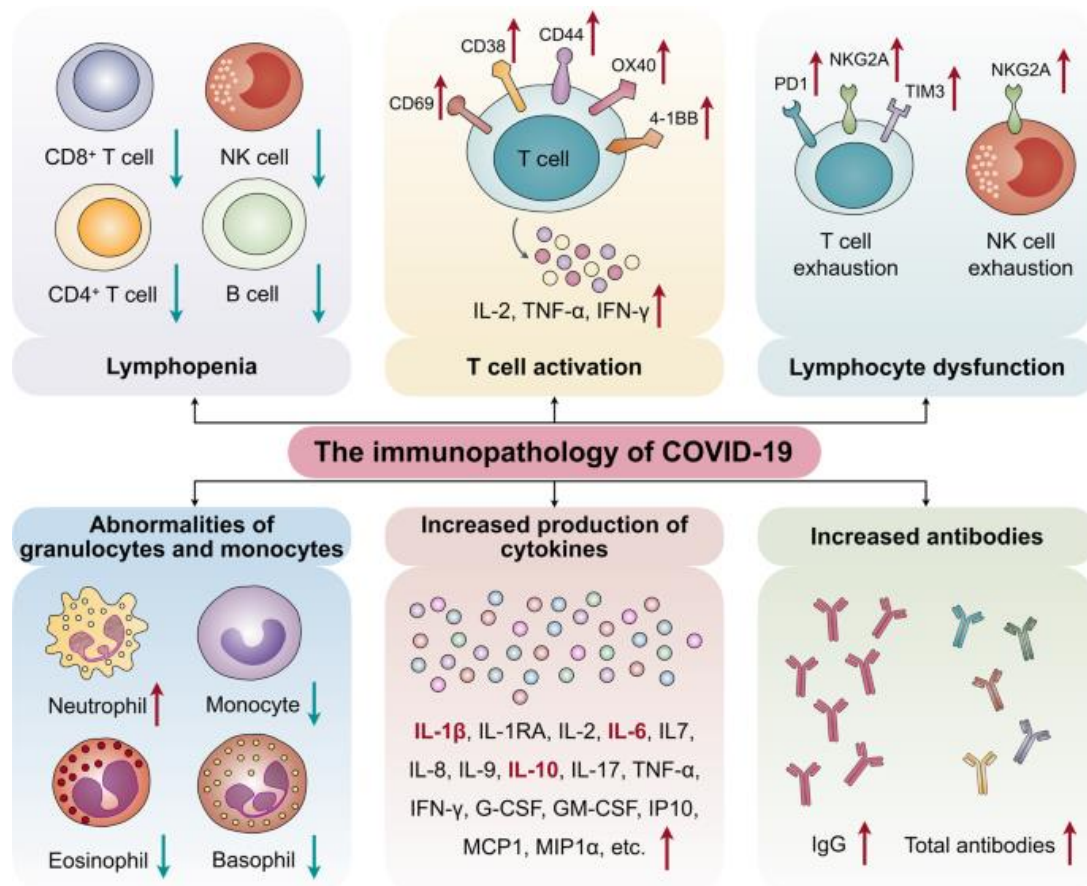 CD8⁺ T cell
NK cell
CD4⁺ T cell
B cell
Lymphopenia
CD69
CD38
CD44
OX40
4-1BB
T cell
IL-2, TNF-α, IFN-γ
T cell activation
PD1
NKG2A
TIM3
NKG2A
T cell
exhaustion
NK cell
exhaustion
Lymphocyte dysfunction
The immunopathology of COVID-19
Abnormalities of
granulocytes and monocytes
Neutrophil
Monocyte
Eosinophil
Basophil
Increased production of
cytokines
IL-1β, IL-1RA, IL-2, IL-6, IL7,
IL-8, IL-9, IL-10, IL-17, TNF-α,
IFN-γ, G-CSF, GM-CSF, IP10,
MCP1, MIP1α, etc.
Increased antibodies
IgG
Total antibodies